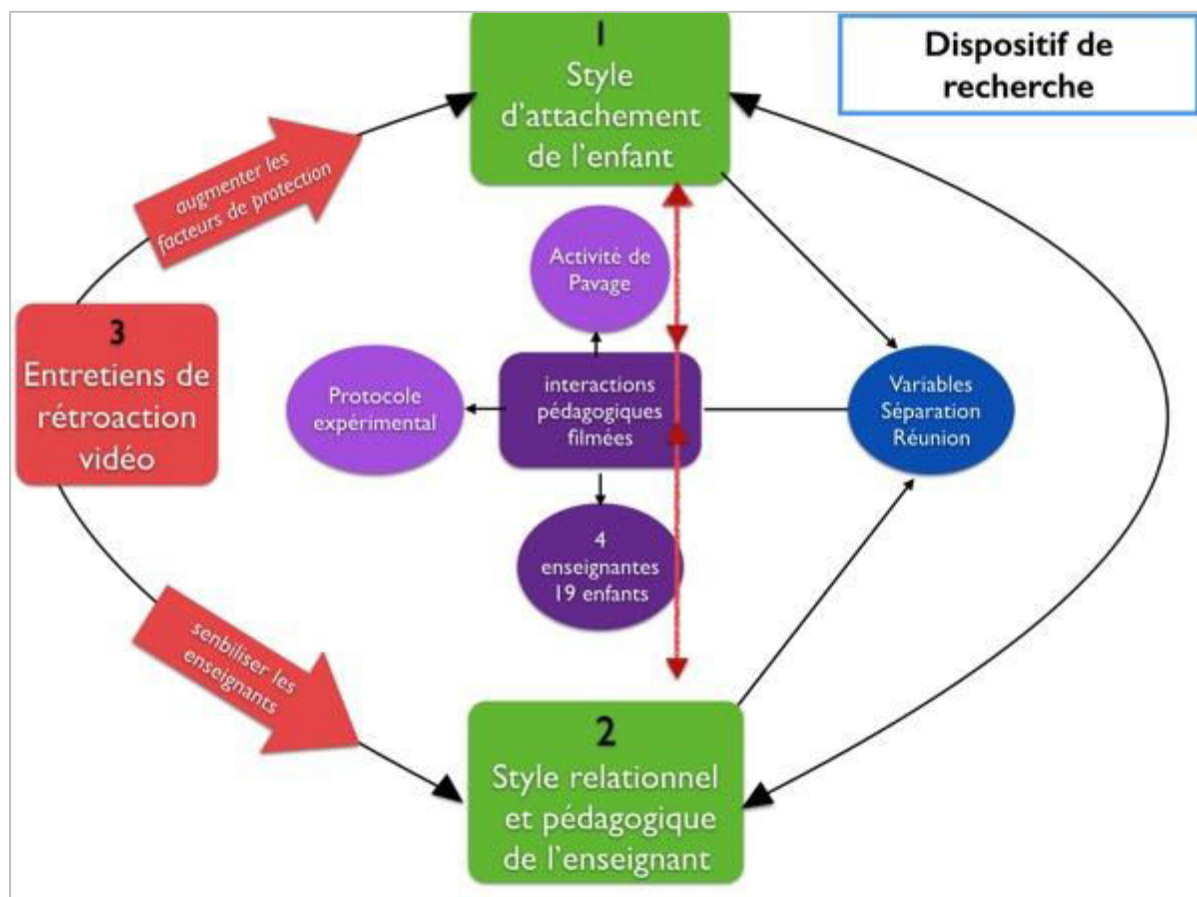 Dispositif de
recherche
1
Style
d'attachement
de l'enfant
augmenter les
facteurs de protection
Activité de
Pavage
3
Entretiens de
rétroaction
vidéo
Protocole
expérimental
interactions
pédagogiques
filmées
Variables
Séparation
Réunion
4
enseignantes
19 enfants
senbiliser les
enseignants
2
Style relationnel
et pédagogique
de l'enseignant